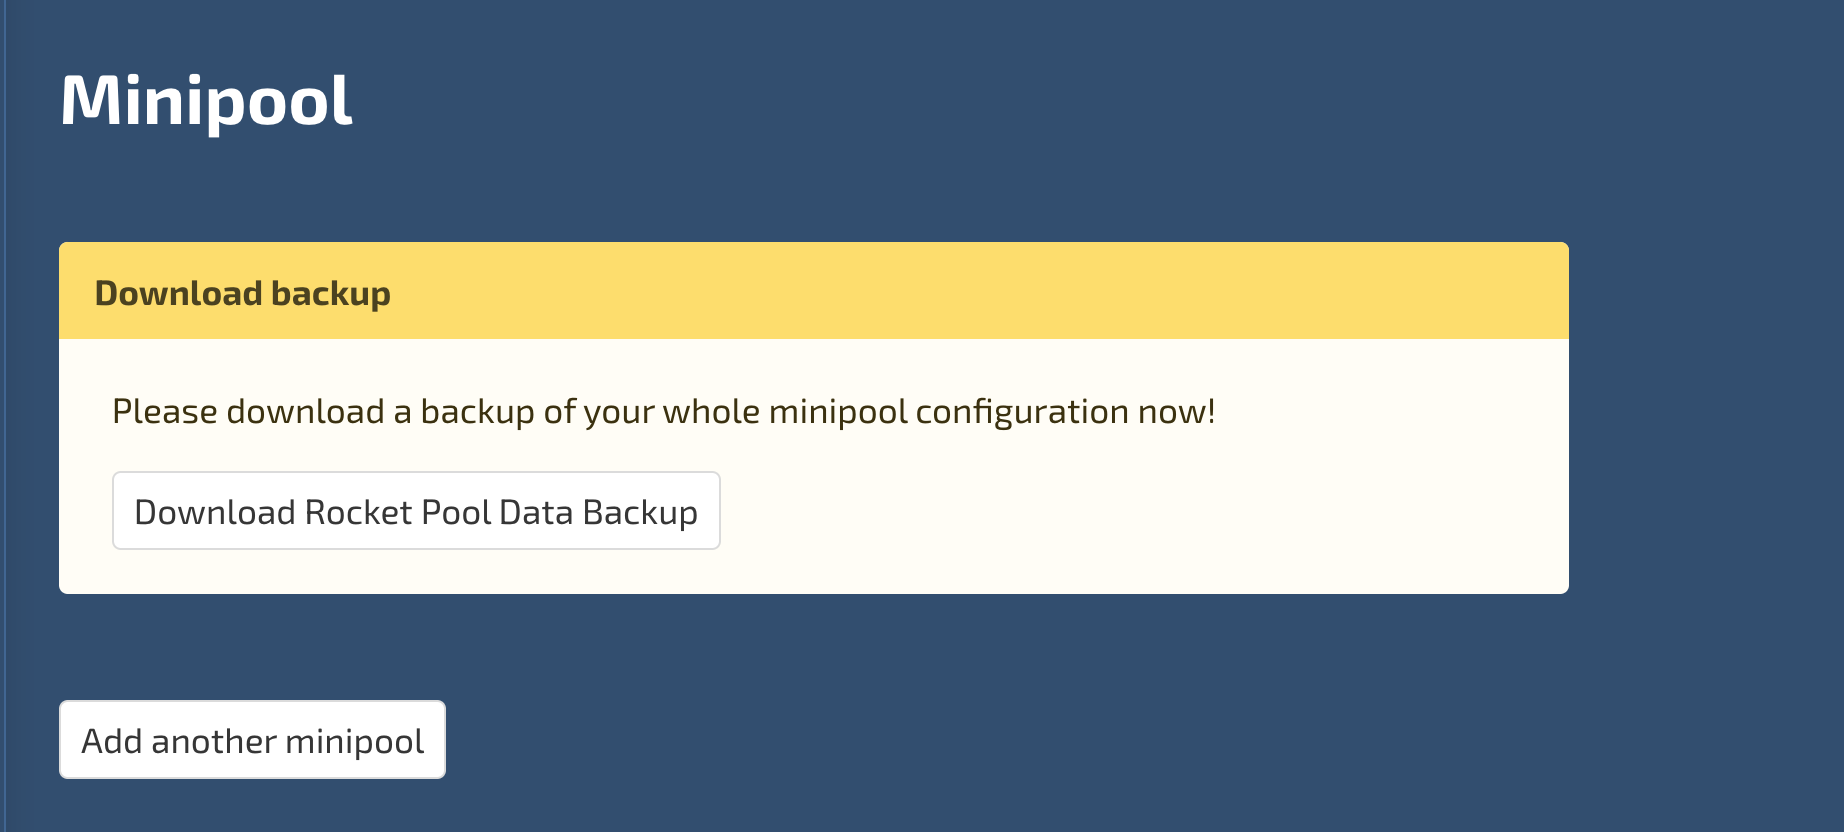 Minipool
Download backup
Please download a backup of your whole minipool configuration now!
Download Rocket Pool Data Backup
Add another minipool